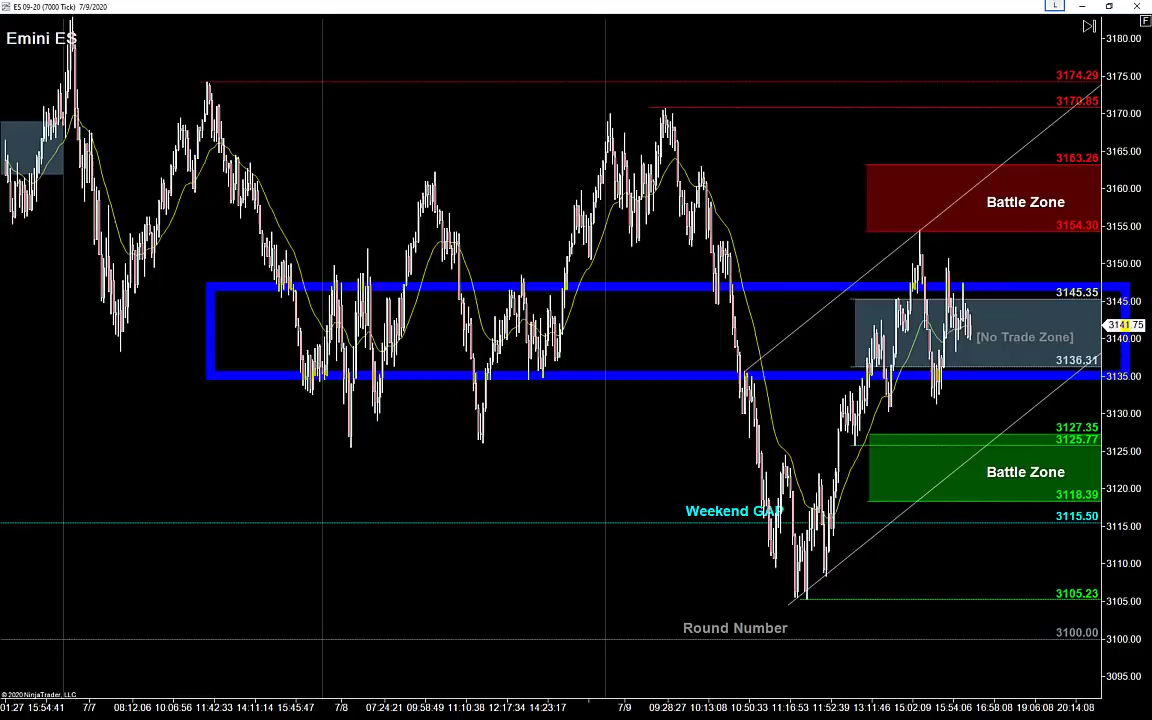 ES 09-20 (7000 Tick) 7/9/2020
L
F
Emini ES
3180.00
3175.00
3174.29
3170.85
3170.00
3165.00
3163.26
3160.00
Battle Zone
3155.00
3154.30
3150.00
3145.35
3145.00
3141.75
3140.00
[No Trade Zone]
3136.31
3135.00
3130.00
3127.35
3125.77
3125.00
Battle Zone
3120.00
3118.39
Weekend GAP
3115.50
3115.00
3110.00
3105.23
3105.00
Round Number
3100.00
3100.00
3095.00
© 2020 NinjaTrader, LLC
01:27 15:54:41 7/7 08:12:06 10:06:56 11:42:33 14:11:14 15:45:47 7/8 07:24:21 09:58:49 11:10:38 12:17:34 14:23:17 7/9 09:28:27 10:13:08 10:50:33 11:16:53 11:52:39 13:11:46 15:02:09 15:54:06 16:58:08 19:06:08 20:14:08